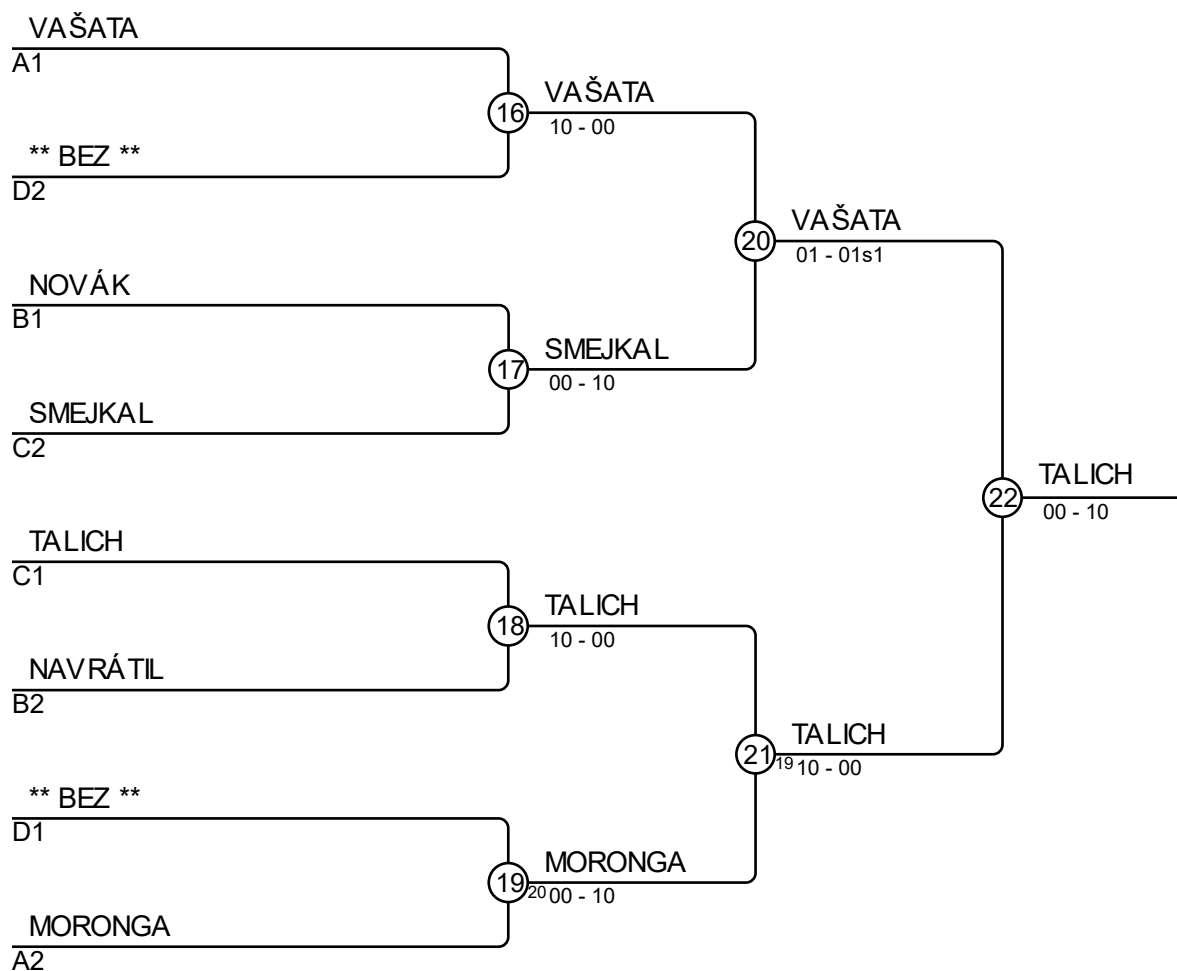 VAŠATA
A1
16
VAŠATA
10 - 00
** BEZ **
D2
20
VAŠATA
01 - 01s1
NOVÁK
B1
17
SMEJKAL
00 - 10
SMEJKAL
C2
22
TALICH
00 - 10
TALICH
C1
18
TALICH
10 - 00
NAVRÁTIL
B2
21
19
TALICH
10 - 00
** BEZ **
D1
19
20
MORONGA
00 - 10
MORONGA
A2